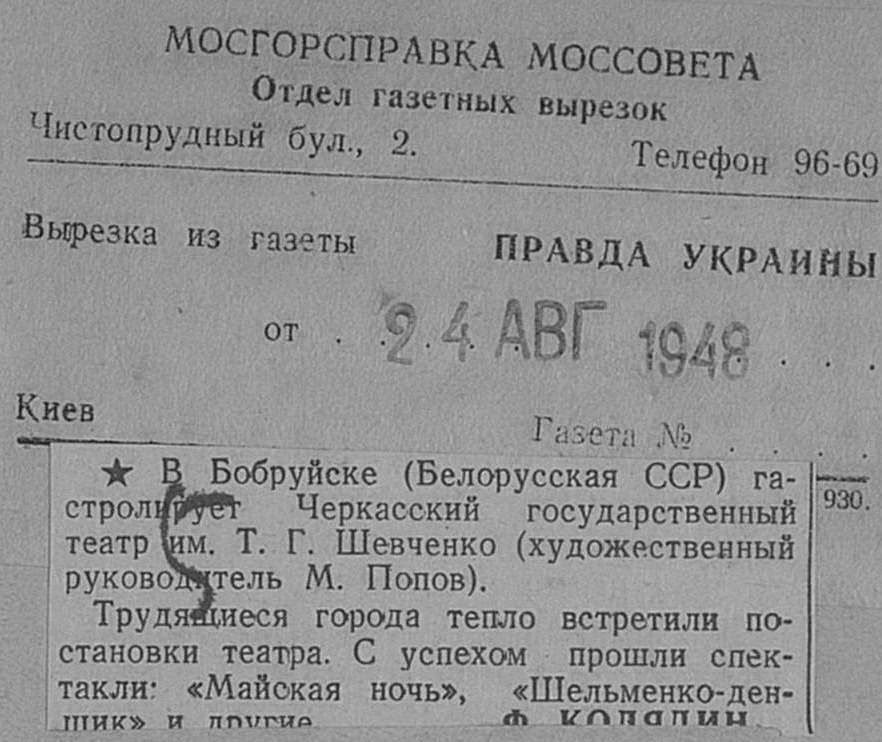 МОСГОРСПРАВКА МОССОВЕТА
Отдел газетных вырезок
Чистопрудный бул., 2. Телефон 96-69
Вырезка из газеты ПРАВДА УКРАИНЫ
от . . . . 24 АВГ 1948 . . .
Киев Газета № . . . .
930.
★ В Бобруйске (Белорусская ССР) га-
стролирует Черкасский государственный
театр им. Т. Г. Шевченко (художественный
руководитель М. Попов).
Трудящиеся города тепло встретили по-
становки театра. С успехом прошли спек-
такли: «Майская ночь», «Шельменко-ден-
щик» и другие. Ф.